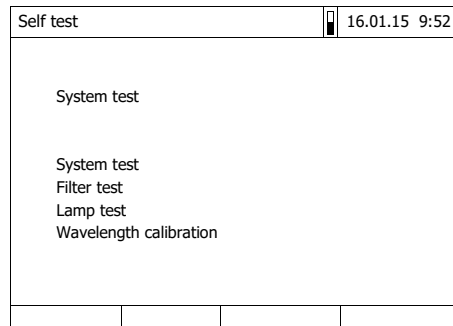 Self test 16.01.15 9:52
System test
System test
Filter test
Lamp test
Wavelength calibration